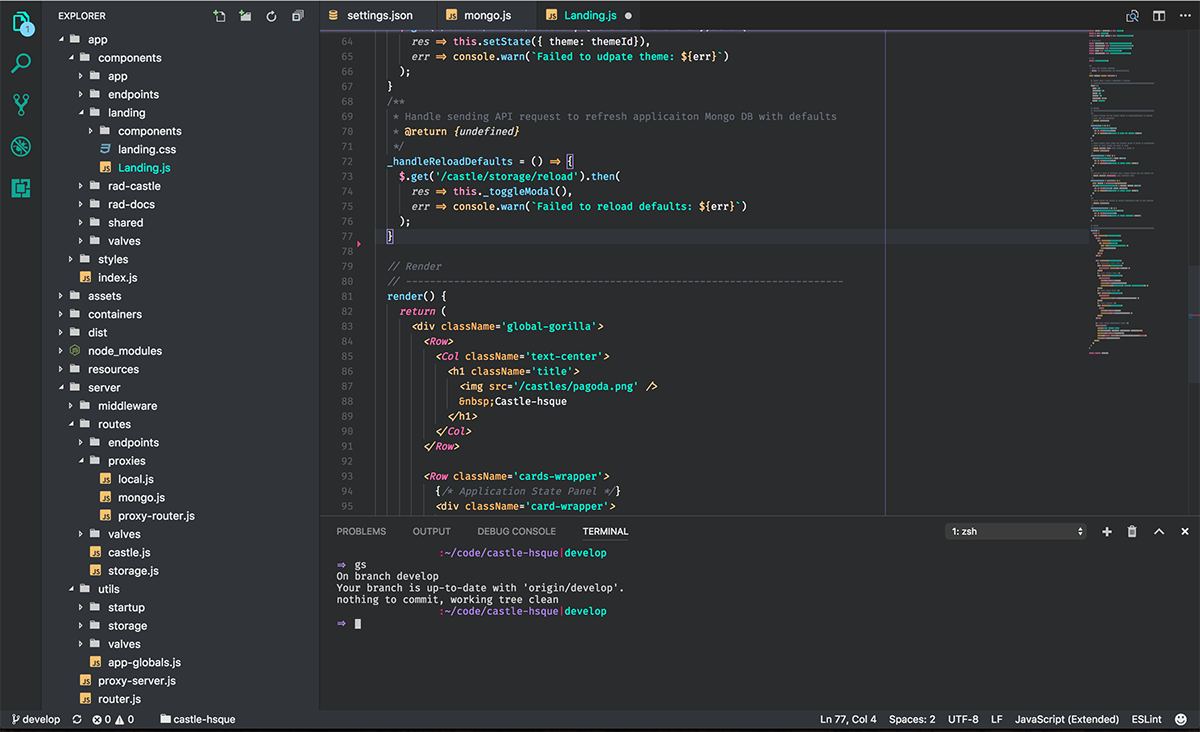 EXPLORER
settings.json
mongo.js
Landing.js
1
app
components
app
endpoints
landing
components
landing.css
Landing.js
rad-castle
rad-docs
shared
valves
styles
index.js
assets
containers
dist
node_modules
resources
server
middleware
routes
endpoints
proxies
local.js
mongo.js
proxy-router.js
valves
castle.js
storage.js
utils
startup
storage
valves
app-globals.js
proxy-server.js
router.js
64 res => this.setState({ theme: themeId}),
65 err => console.warn(`Failed to udpate theme: ${err}`)
66 );
67 }
68 /**
69 * Handle sending API request to refresh applicaiton Mongo DB with defaults
70 * @return {undefined}
71 */
72 _handleReloadDefaults = () => {
73 $.get('/castle/storage/reload').then(
74 res => this._toggleModal(),
75 err => console.warn(`Failed to reload defaults: ${err}`)
76 );
77 }
78
79 // Render
80 // --------------------------------------------------------------------------
81 render() {
82 return (
83 <div className='global-gorilla'>
84 <Row>
85 <Col className='text-center'>
86 <h1 className='title'>
87 <img src='/castles/pagoda.png' />
88 &nbsp;Castle-hsque
89 </h1>
90 </Col>
91 </Row>
92
93 <Row className='cards-wrapper'>
94 {/* Application State Panel */}
95 <div className='card-wrapper'>
PROBLEMS OUTPUT DEBUG CONSOLE TERMINAL 1: zsh
:~/code/castle-hsque|develop
⇒ gs
On branch develop
Your branch is up-to-date with 'origin/develop'.
nothing to commit, working tree clean
:~/code/castle-hsque|develop
⇒
develop 0 0 castle-hsque Ln 77, Col 4 Spaces: 2 UTF-8 LF JavaScript (Extended) ESLint